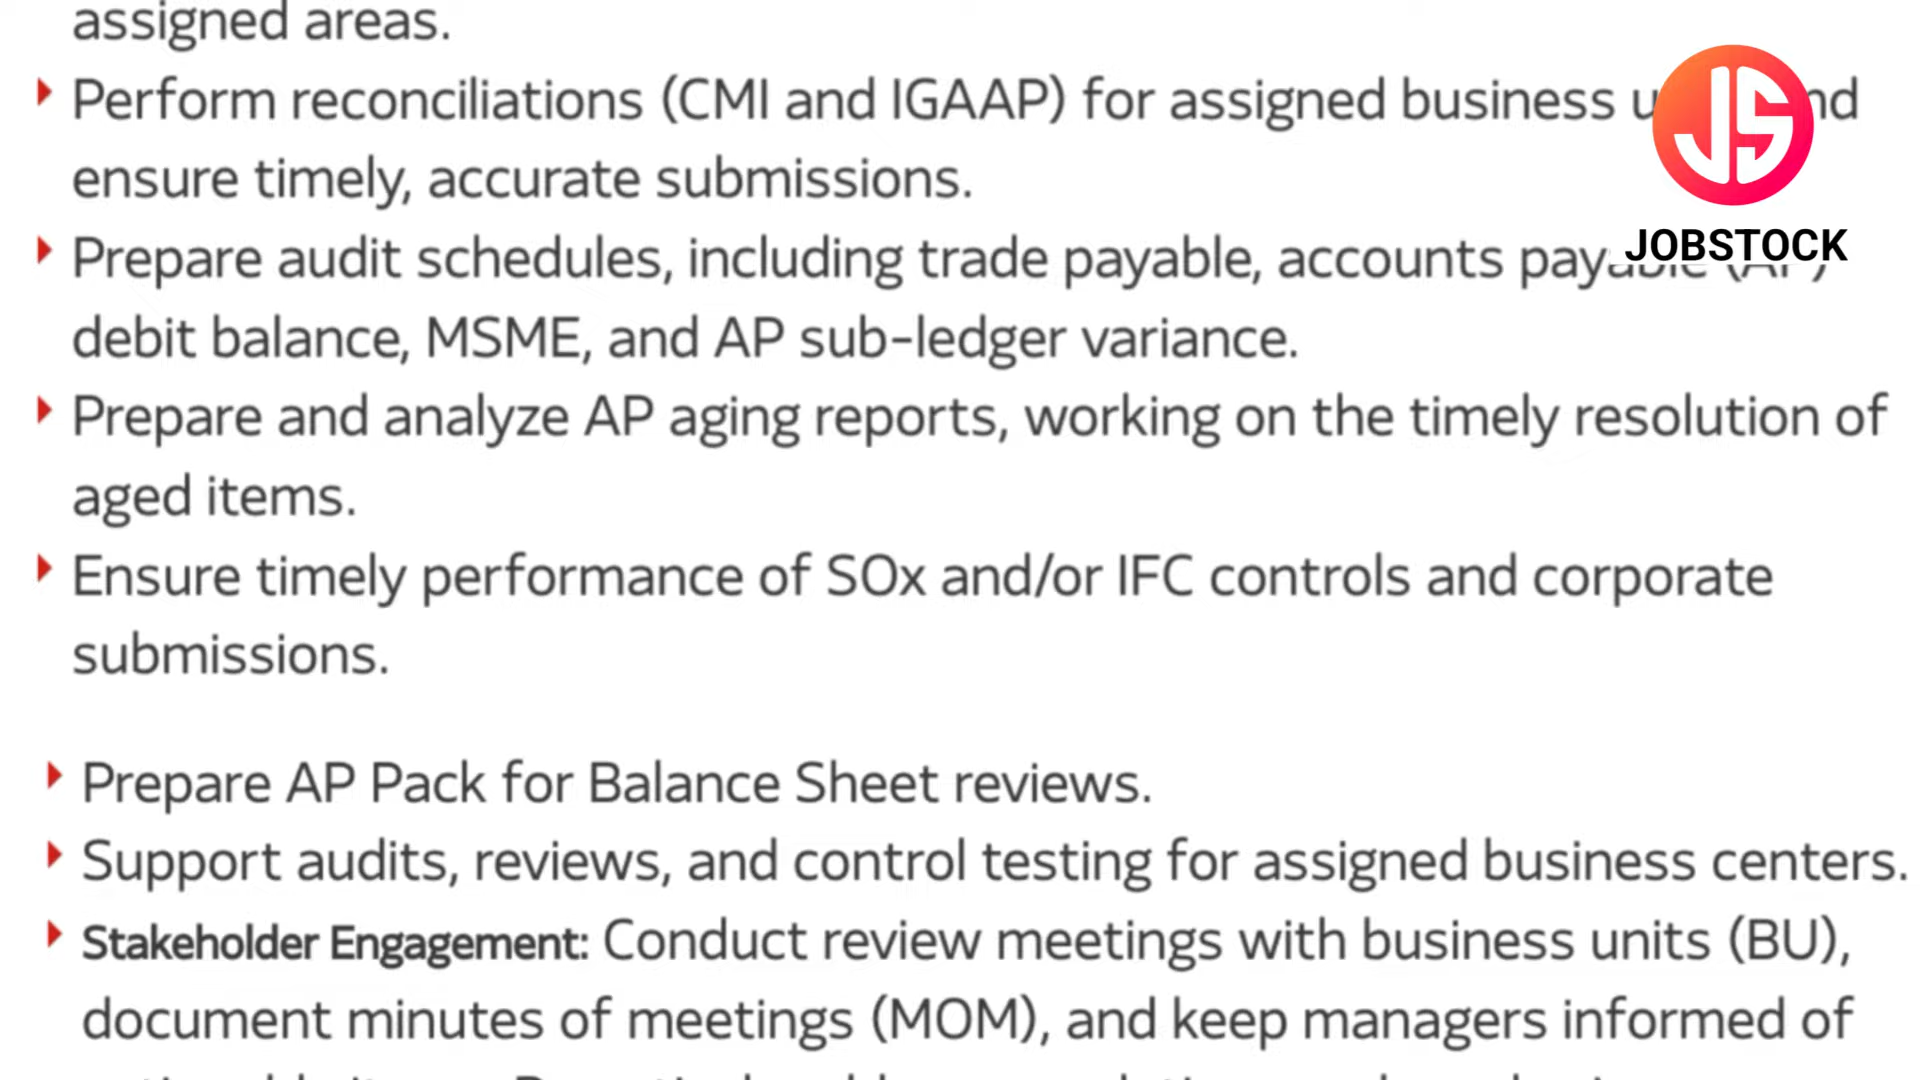 assigned areas.
Perform reconciliations (CMI and IGAAP) for assigned business
ensure timely, accurate submissions.
JS
JOBSTOCK
Prepare audit schedules, including trade payable, accounts payable (AP)
debit balance, MSME, and AP sub-ledger variance.
Prepare and analyze AP aging reports, working on the timely resolution of
aged items.
Ensure timely performance of SOx and/or IFC controls and corporate
submissions.
Prepare AP Pack for Balance Sheet reviews.
Support audits, reviews, and control testing for assigned business centers.
Stakeholder Engagement: Conduct review meetings with business units (BU),
document minutes of meetings (MOM), and keep managers informed of